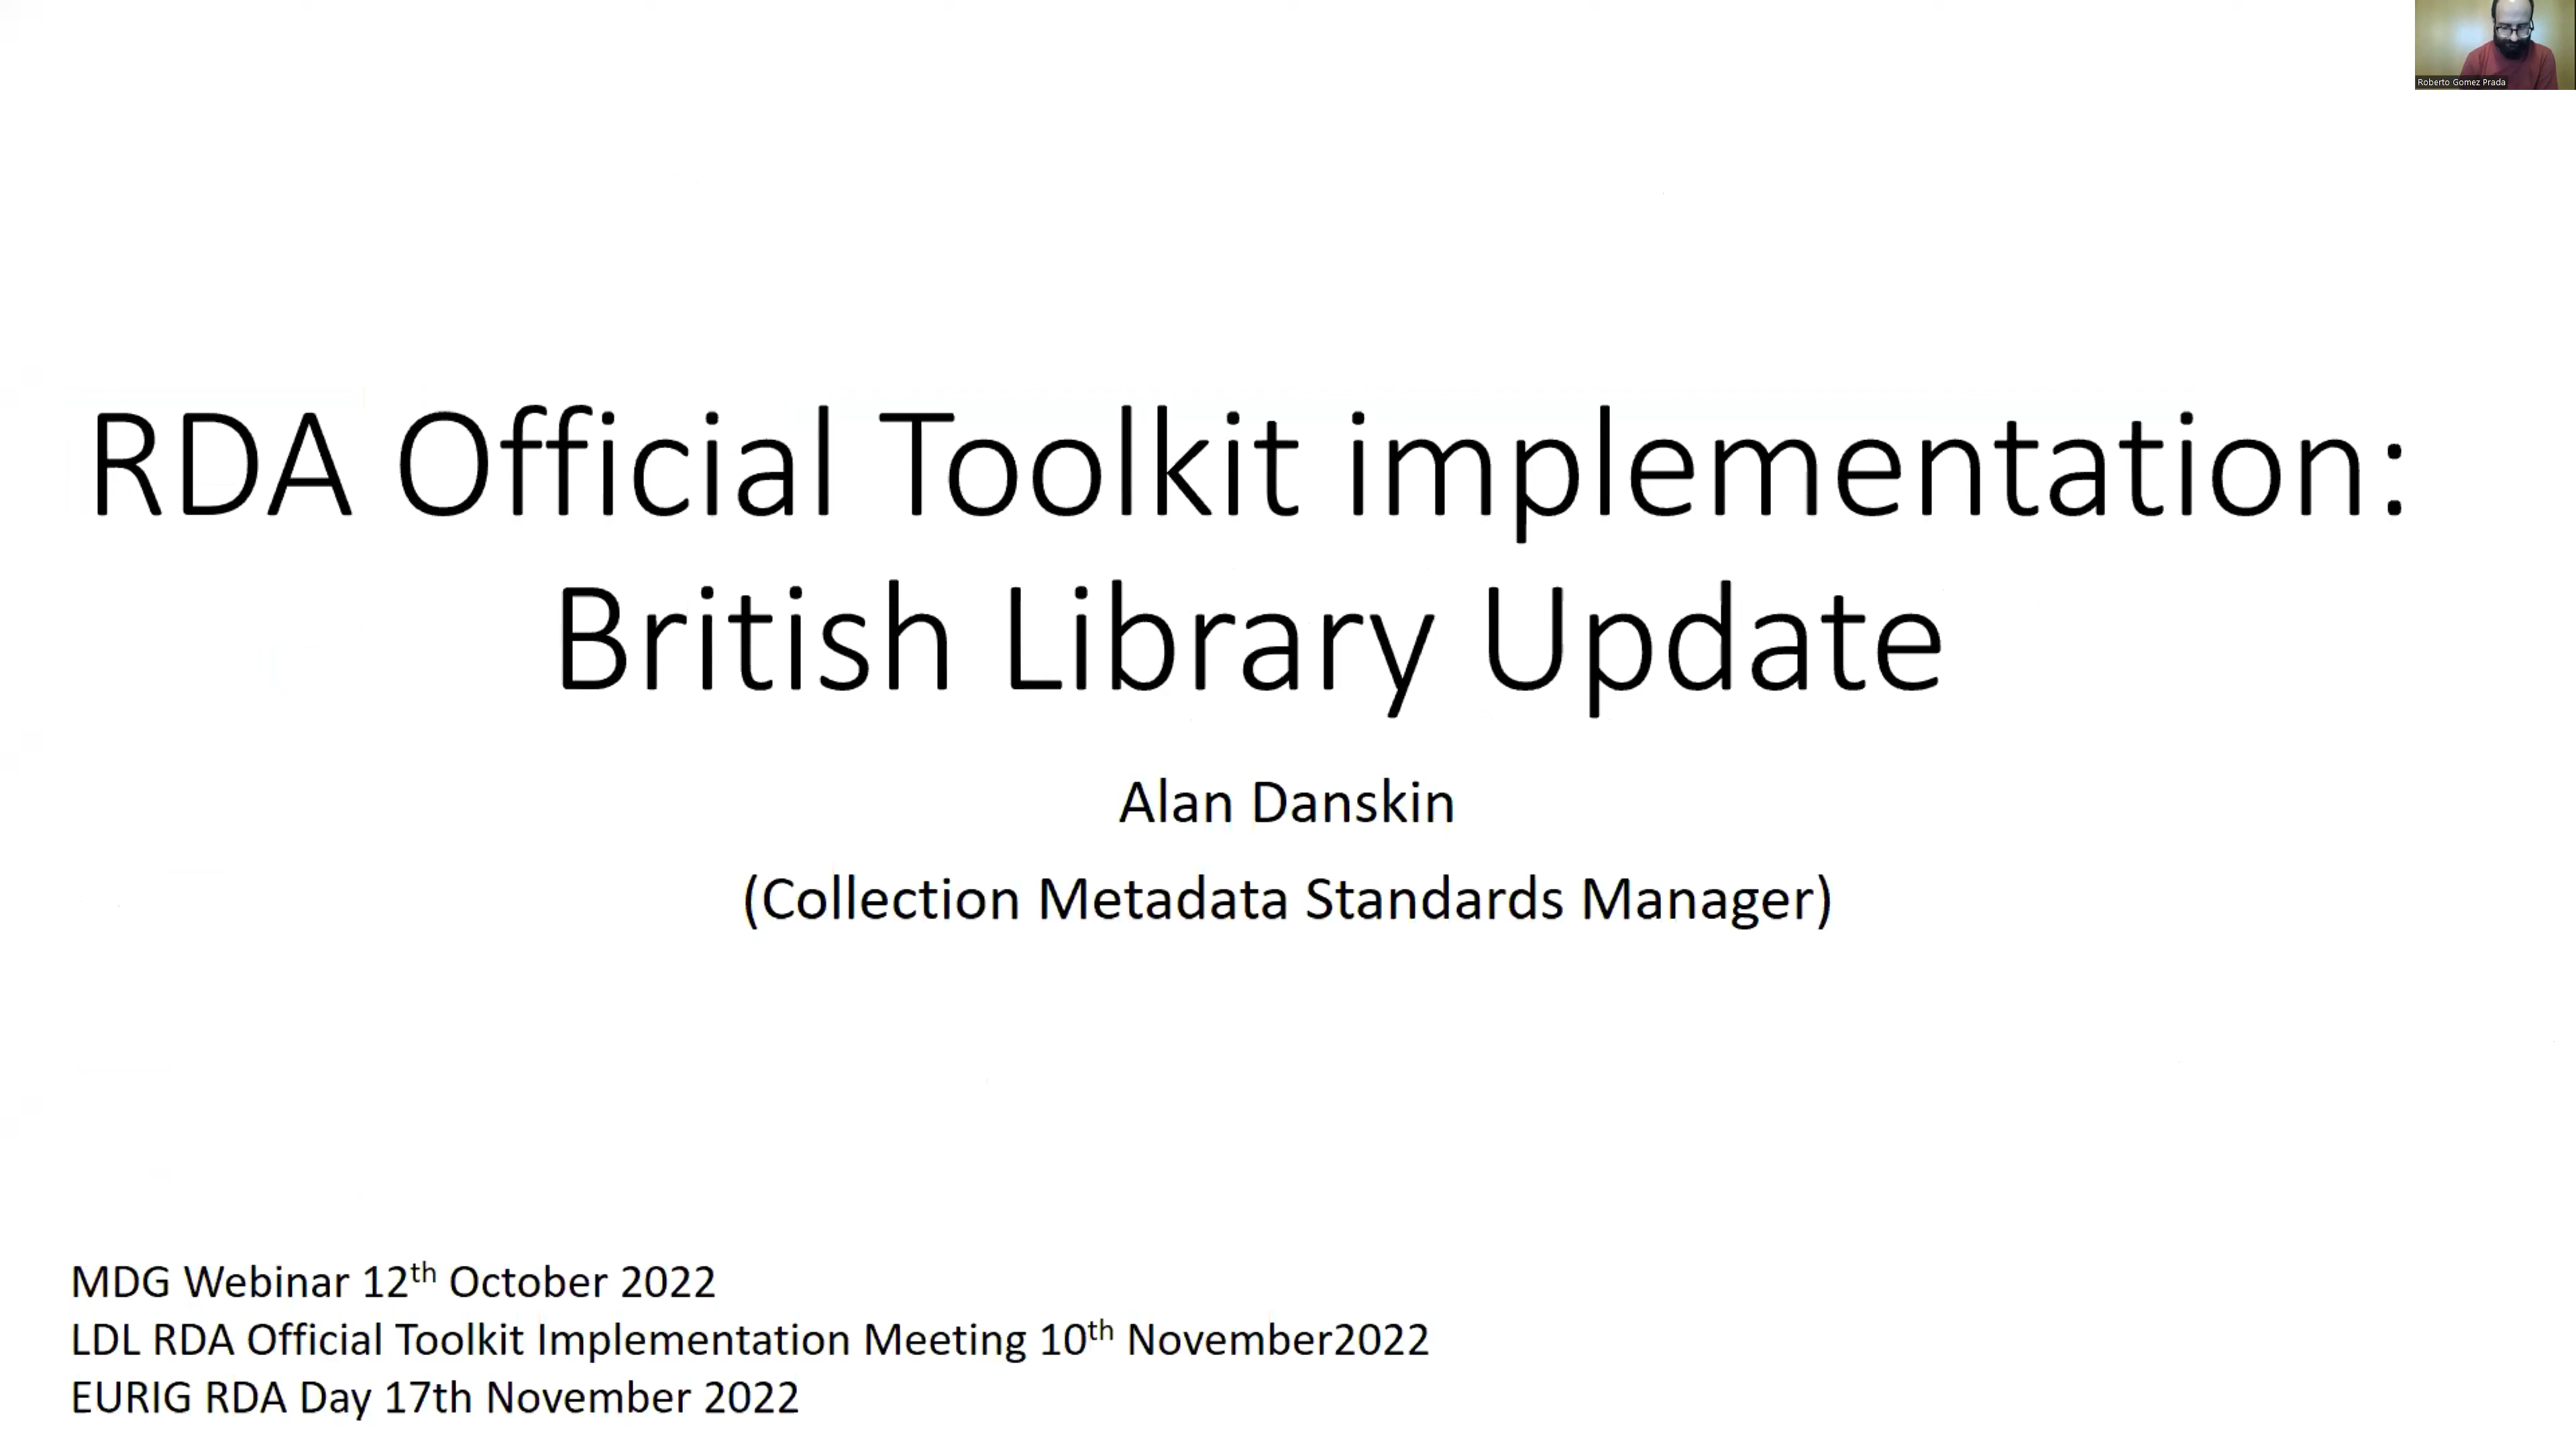 Roberto Gomez Prada
RDA Official Toolkit implementation:
British Library Update
Alan Danskin
(Collection Metadata Standards Manager)
MDG Webinar 12th October 2022
LDL RDA Official Toolkit Implementation Meeting 10th November2022
EURIG RDA Day 17th November 2022